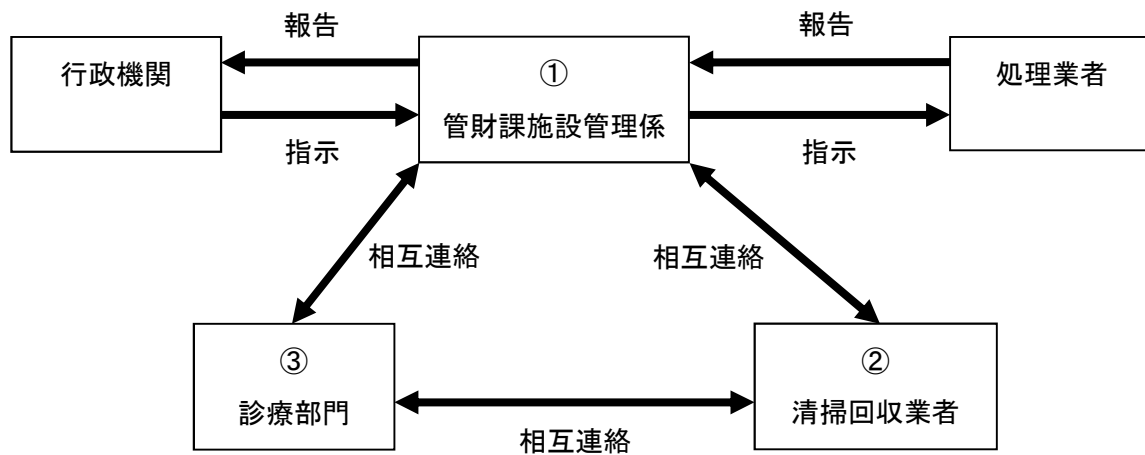 報告
報告
行政機関
①
管財課施設管理係
処理業者
指示
指示
相互連絡
相互連絡
③
診療部門
②
清掃回収業者
相互連絡